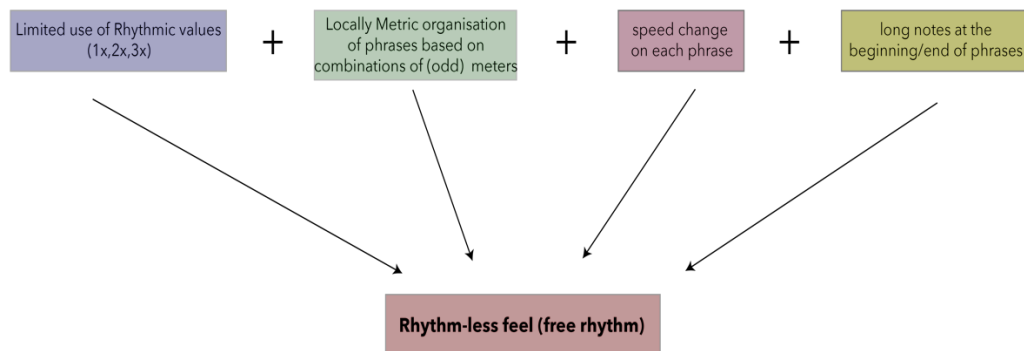 Limited use of Rhythmic values
(1x,2x,3x)
+
Locally Metric organisation
of phrases based on
combinations of (odd) meters
+
speed change
on each phrase
+
long notes at the
beginning/end of phrases
Rhythm-less feel (free rhythm)